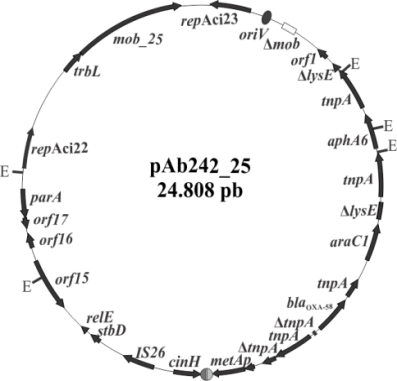 repAci23
oriV
Δmob
orf1
ΔlysE
E
tnpA
aphA6
E
E
tnpA
ΔlysE
araC1
tnpA
blaOXA-58
ΔtnpA
tnpA
ΔtnpA
metAp
cinH
IS26
stbD
relE
orf15
E
orf16
orf17
parA
E
repAci22
trbL
mob_25
pAb242_25
24.808 pb